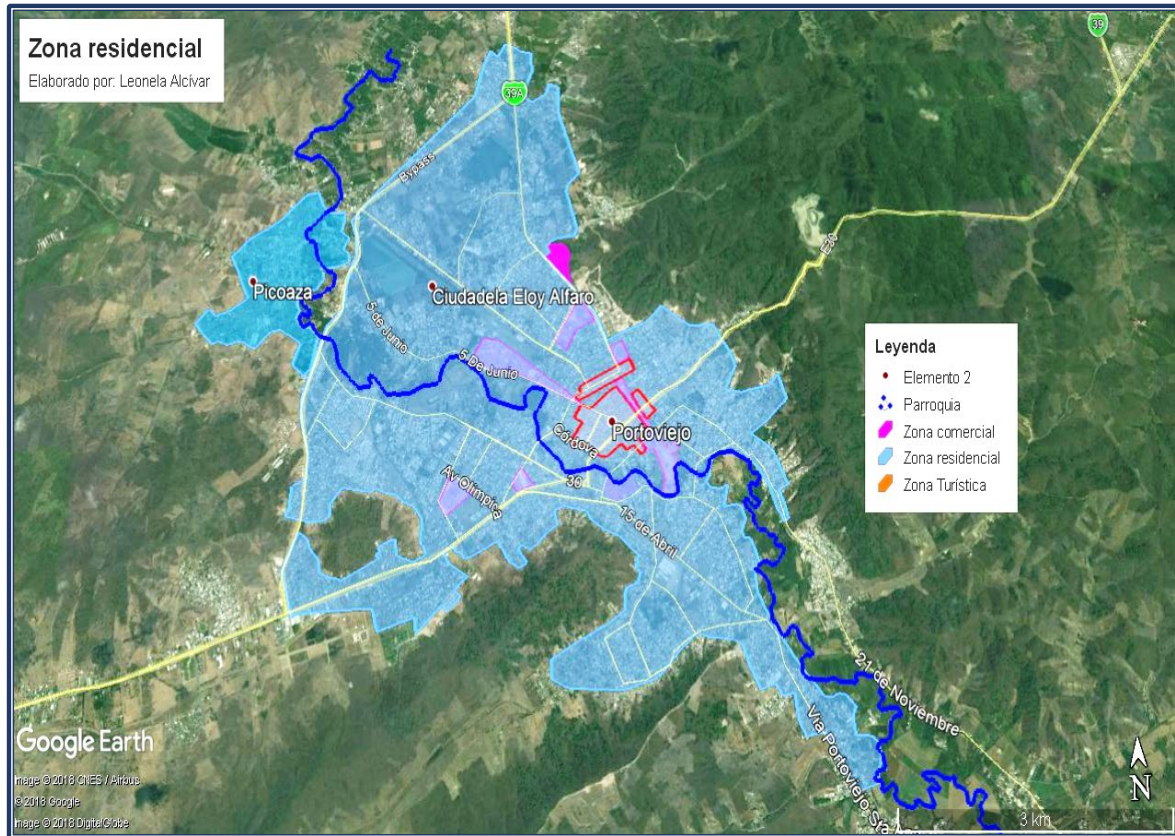 Zona residencial
Elaborado por: Leonela Alcívar
39
39A
Bypass
E30
Picoaza
Ciudadela Eloy Alfaro
5 de Junio
5 De Junio
Córdova
Portoviejo
Av Olímpica
30
15 de Abril
21 de Noviembre
Vía Portoviejo
Leyenda
Elemento 2
Parroquia
Zona comercial
Zona residencial
Zona Turística
Google Earth
Image © 2018 CNES / Airbus
© 2018 Google
Image © 2018 DigitalGlobe
N
3 km